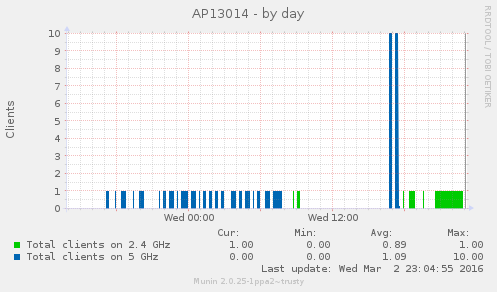 AP13014 - by day
RRDTOOL / TOBI OETIKER
Clients
10
9
8
7
6
5
4
3
2
1
0
Wed 00:00 Wed 12:00
Cur: Min: Avg: Max:
Total clients on 2.4 GHz 1.00 0.00 0.89 1.00
Total clients on 5 GHz 0.00 0.00 1.09 10.00
Last update: Wed Mar 2 23:04:55 2016
Munin 2.0.25-1ppa2~trusty